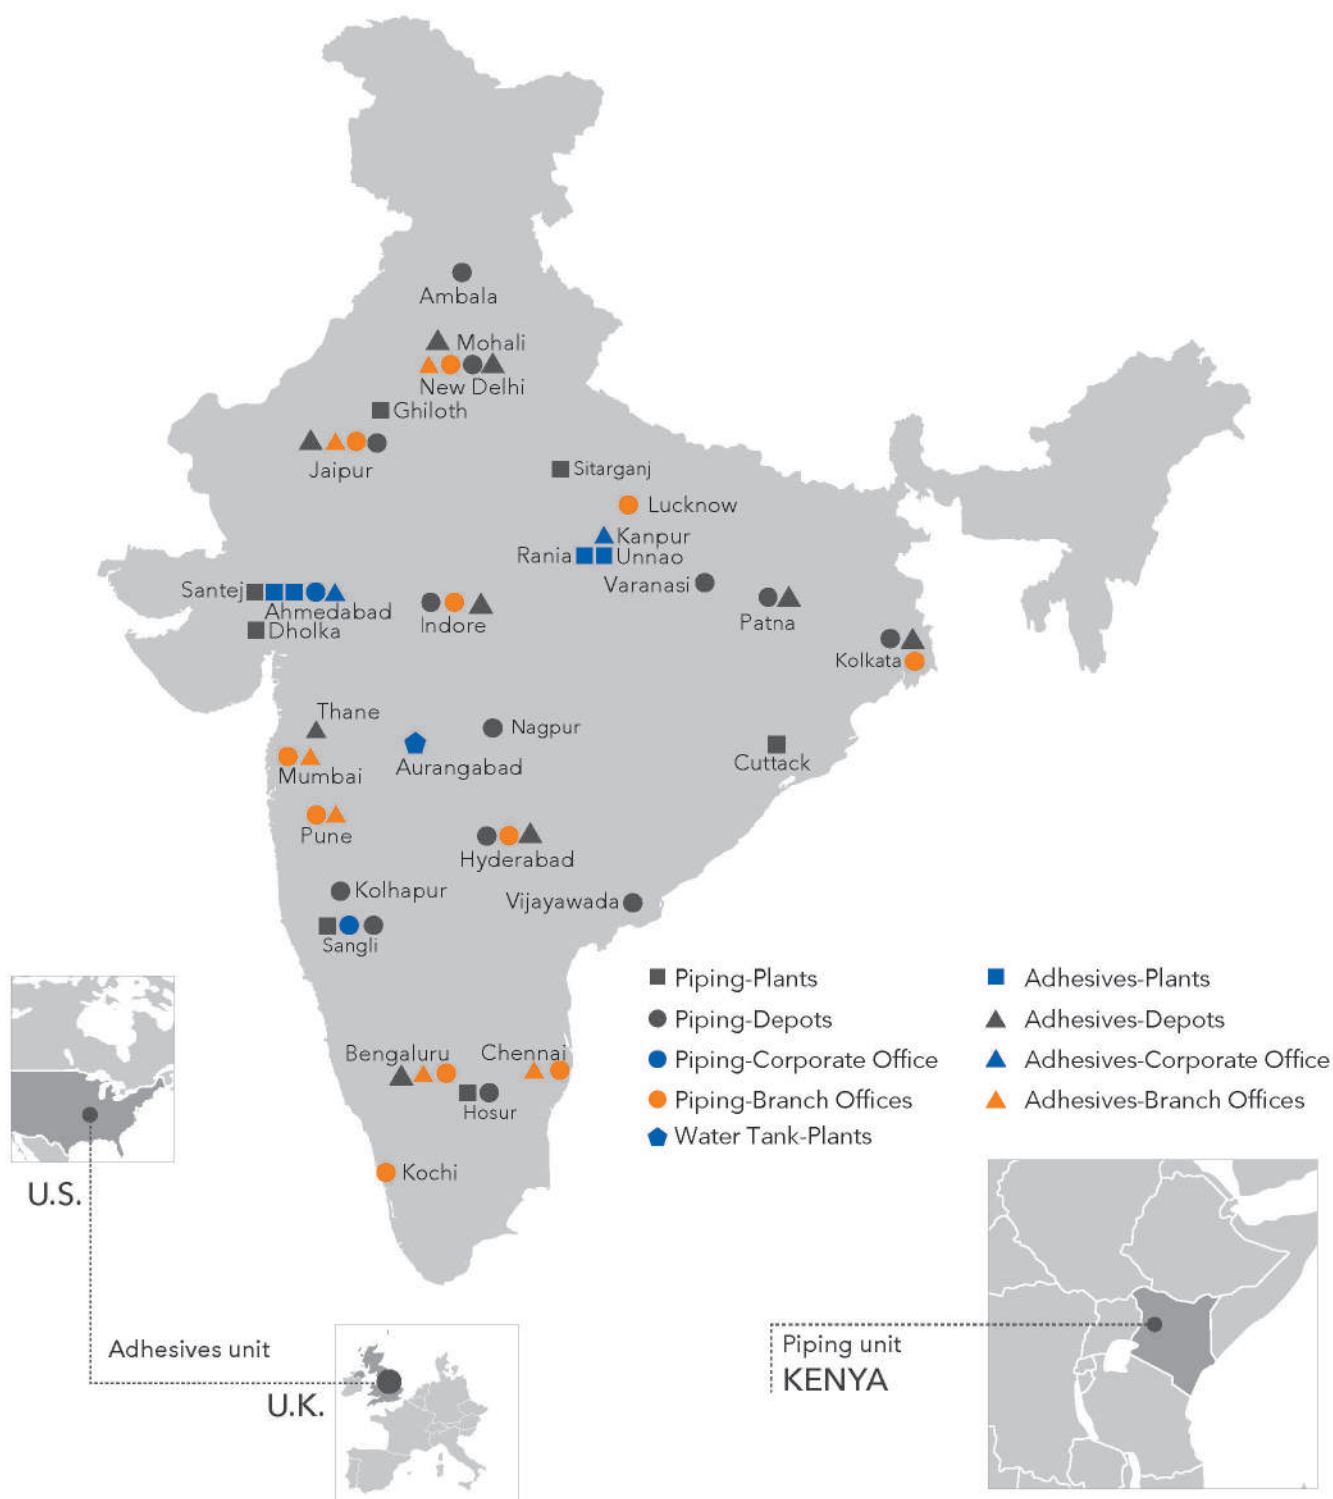 Ambala
Mohali
New Delhi
Ghiloth
Jaipur
Sitarganj
Lucknow
Kanpur
Rania
Unnao
Varanasi
Santej
Ahmedabad
Dholka
Indore
Patna
Kolkata
Thane
Nagpur
Mumbai
Aurangabad
Cuttack
Pune
Hyderabad
Kolhapur
Vijayawada
Sangli
Piping-Plants
Piping-Depots
Piping-Corporate Office
Piping-Branch Offices
Water Tank-Plants
Adhesives-Plants
Adhesives-Depots
Adhesives-Corporate Office
Adhesives-Branch Offices
Bengaluru
Chennai
Hosur
Kochi
U.S.
Adhesives unit
U.K.
Piping unit
KENYA